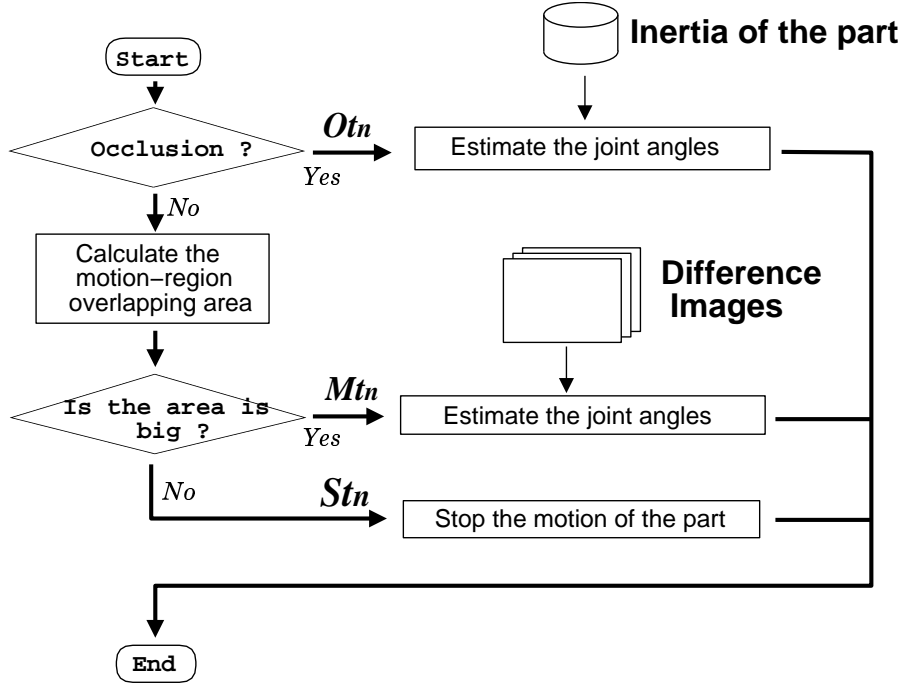 Start
Inertia of the part
Occlusion ?
Otn
Yes
Estimate the joint angles
No
Calculate the
motion−region
overlapping area
Difference
Images
Is the area is
big ?
Mtn
Yes
Estimate the joint angles
No
Stn
Stop the motion of the part
End